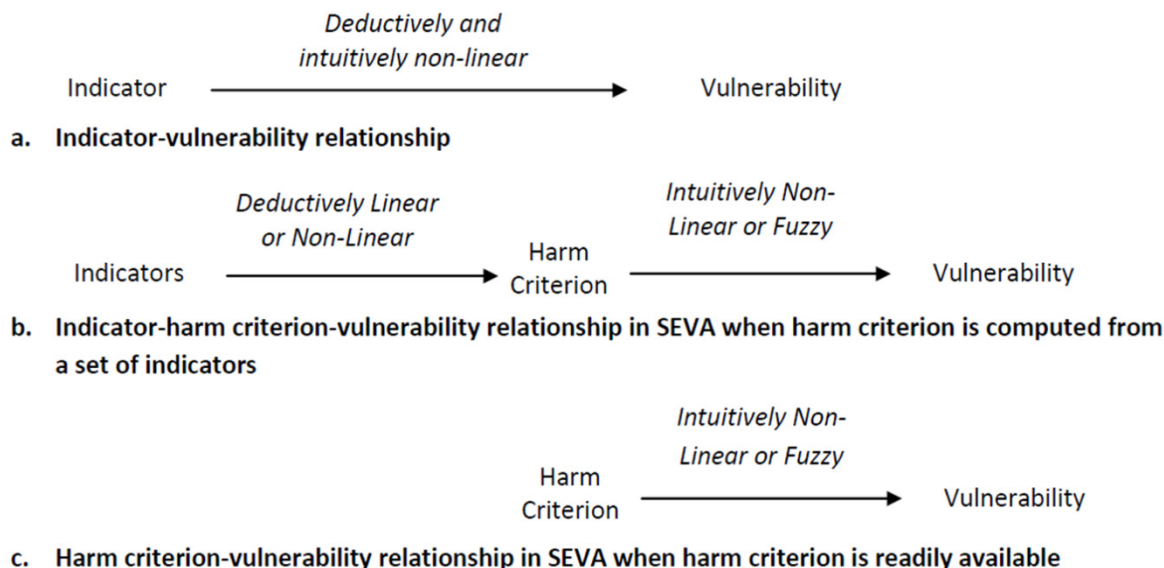 Deductively and
intuitively non-linear
Indicator
Vulnerability
a. Indicator-vulnerability relationship
Deductively Linear
or Non-Linear
Intuitively Non-
Linear or Fuzzy
Indicators
Harm
Criterion
Vulnerability
b. Indicator-harm criterion-vulnerability relationship in SEVA when harm criterion is computed from
a set of indicators
Intuitively Non-
Linear or Fuzzy
Harm
Criterion
Vulnerability
c. Harm criterion-vulnerability relationship in SEVA when harm criterion is readily available